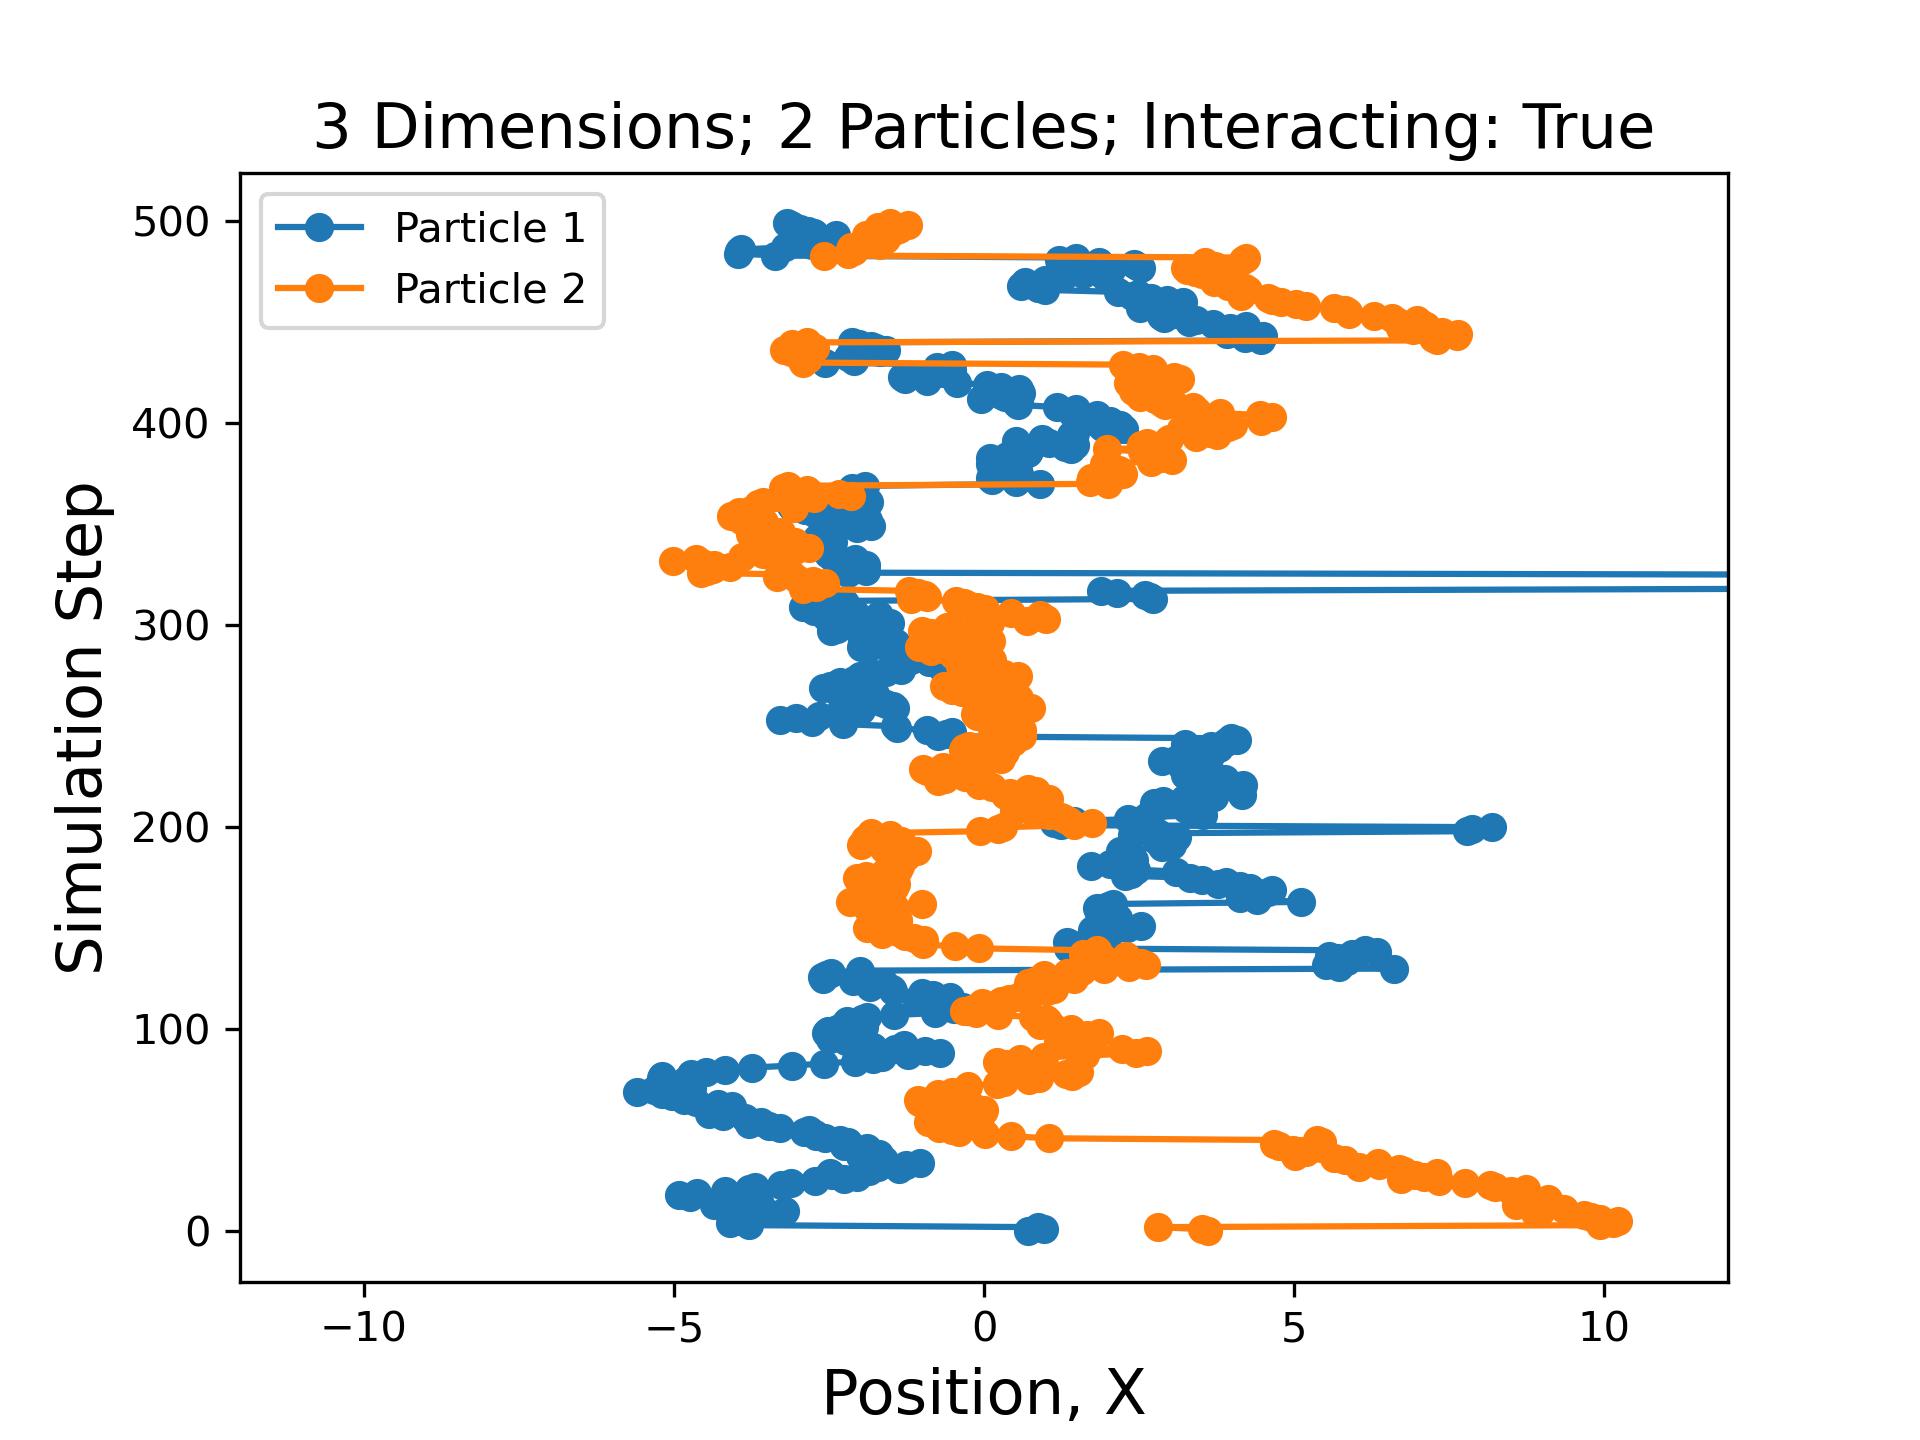 3 Dimensions; 2 Particles; Interacting: True
Particle 1
Particle 2
500
400
300
200
100
0
Simulation Step
−10
−5
0
5
10
Position, X